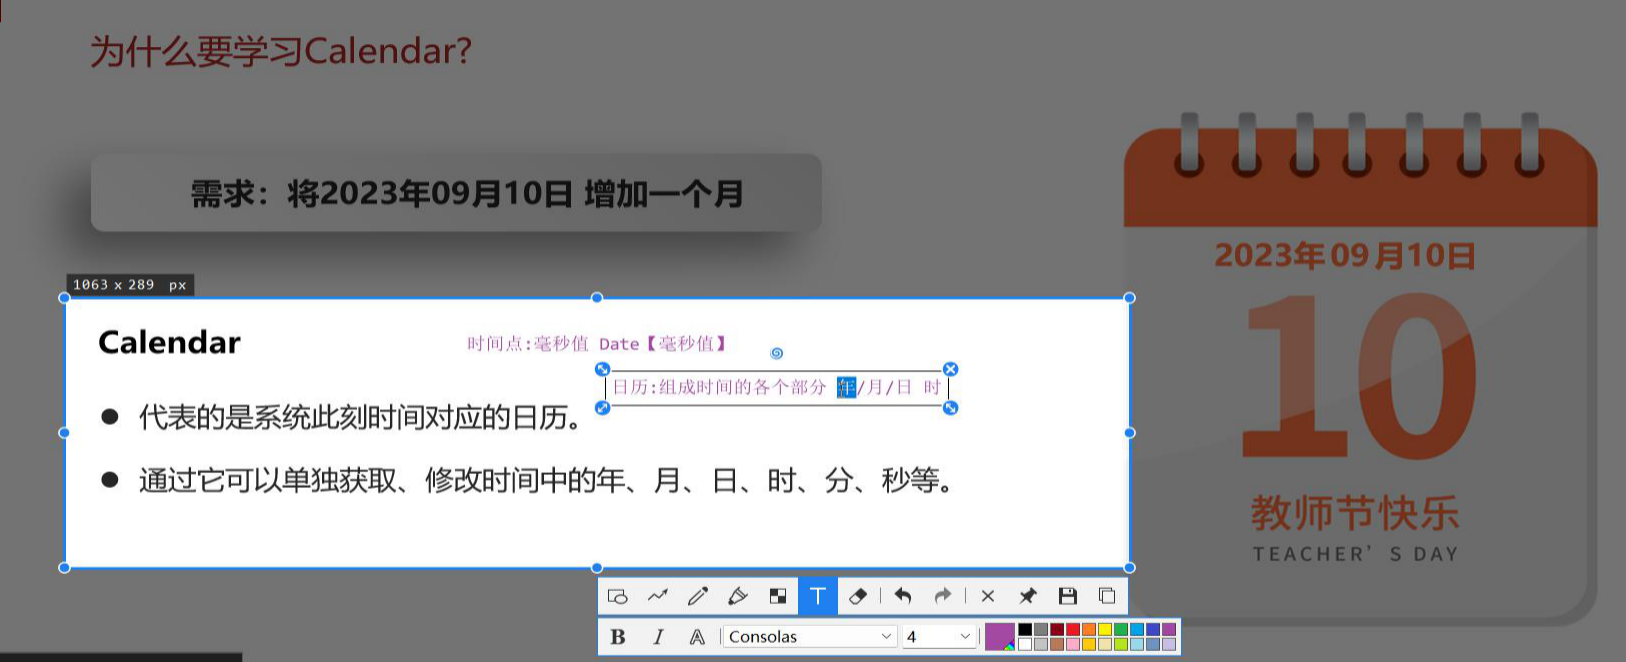 为什么要学习Calendar?
需求：将2023年09月10日 增加一个月
2023年09月10日
10
教师节快乐
TEACHER’S DAY
1063 x 289 px
Calendar
时间点:毫秒值 Date【毫秒值】
日历:组成时间的各个部分 年/月/日 时
● 代表的是系统此刻时间对应的日历。
● 通过它可以单独获取、修改时间中的年、月、日、时、分、秒等。
T
B I A Consolas 4